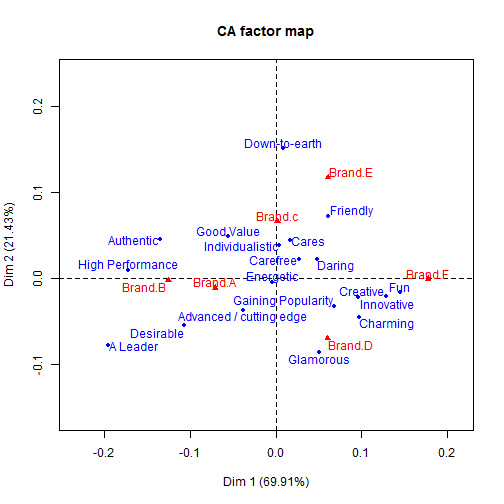 CA factor map
Down-to-earth
Brand.E
Friendly
Brand.c
Good.Value
Authentic
Individualistic
Cares
Carefree
Daring
High Performance
Energetic
Brand.B
Brand.A
Brand.F
Fun
Creative
Gaining Popularity
Innovative
Advanced / cutting edge
Charming
Desirable
A Leader
Brand.D
Glamorous
Dim 2 (21.43%)
0.2
0.1
0.0
-0.1
-0.2
-0.1
0.0
0.1
0.2
Dim 1 (69.91%)